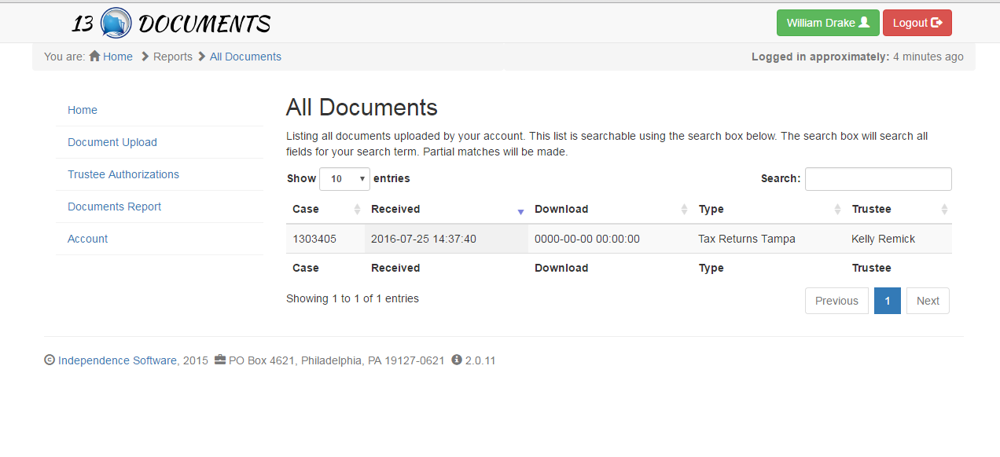 13 DOCUMENTS
William Drake
Logout
You are: Home Reports All Documents
Logged in approximately: 4 minutes ago
Home
Document Upload
Trustee Authorizations
Documents Report
Account
All Documents
Listing all documents uploaded by your account. This list is searchable using the search box below. The search box will search all
fields for your search term. Partial matches will be made.
Show 10 entries
Search:
Case Received Download Type Trustee
1303405 2016-07-25 14:37:40 0000-00-00 00:00:00 Tax Returns Tampa Kelly Remick
Case Received Download Type Trustee
Showing 1 to 1 of 1 entries
Previous 1 Next
© Independence Software, 2015 PO Box 4621, Philadelphia, PA 19127-0621 2.0.11